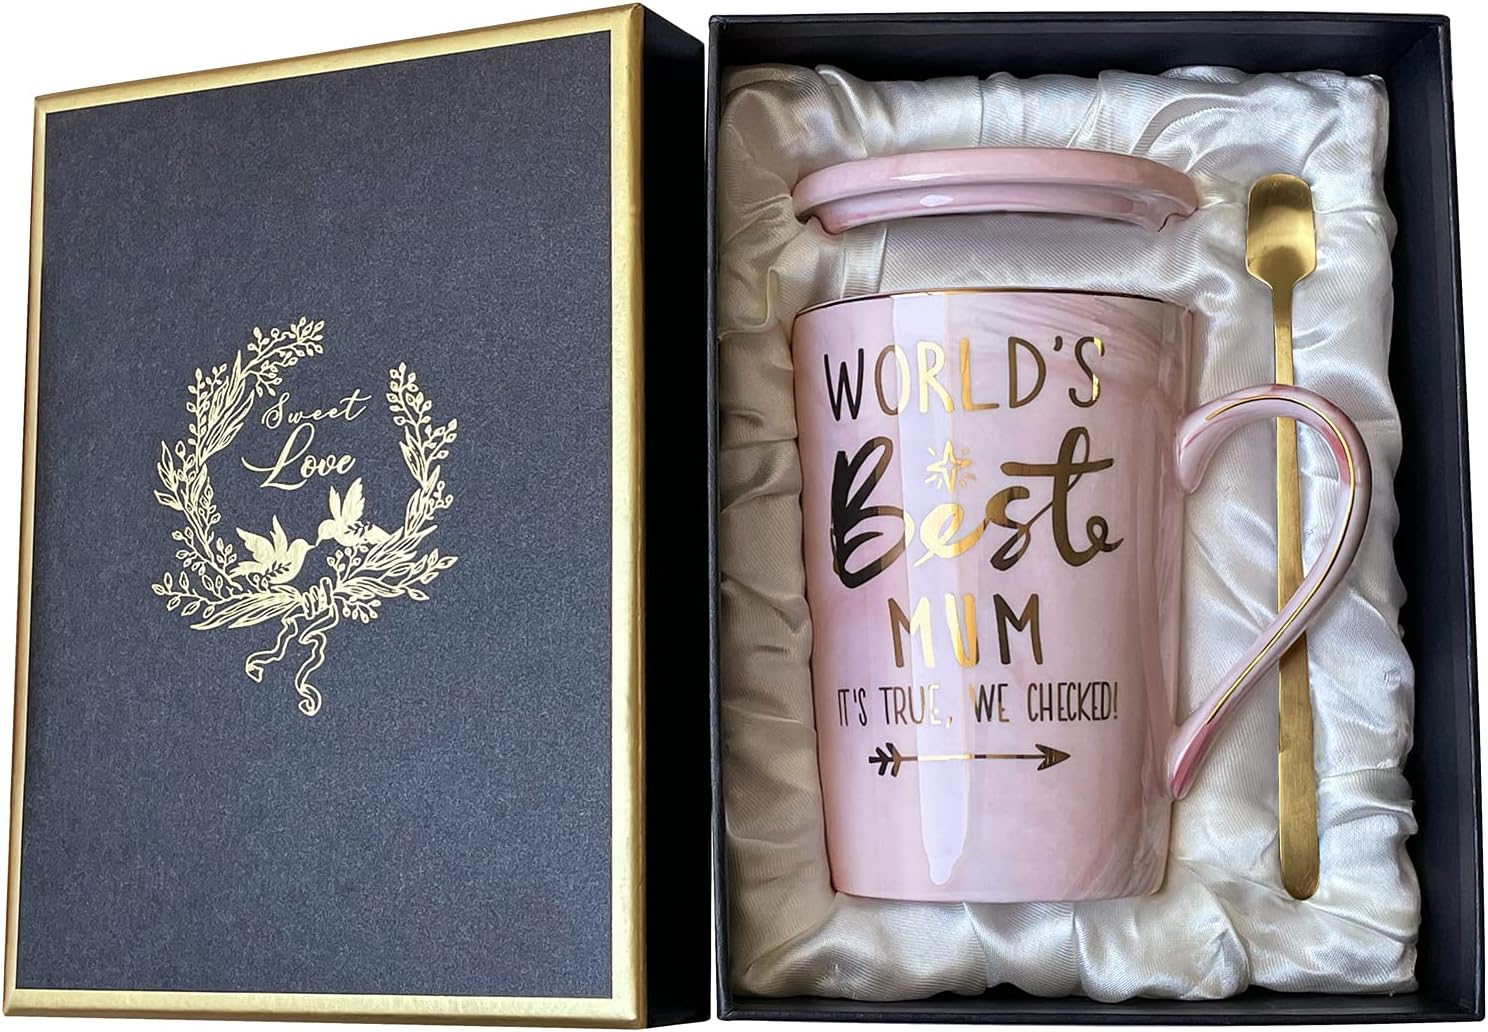 Sweet
Love
WORLD'S
Best
MUM
IT'S TRUE, WE CHECKED!